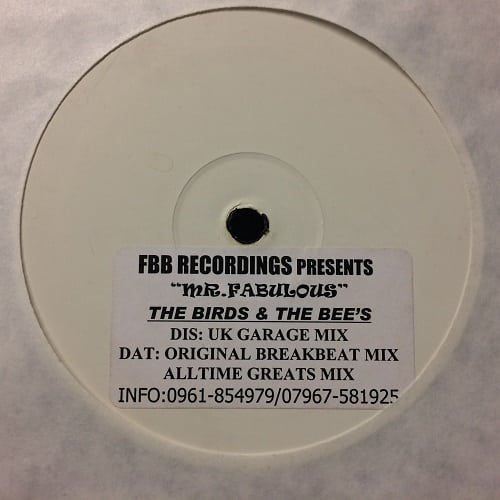 FBB RECORDINGS PRESENTS
"MR.FABULOUS"
THE BIRDS & THE BEE'S
DIS: UK GARAGE MIX
DAT: ORIGINAL BREAKBEAT MIX
ALLTIME GREATS MIX
INFO:0961-854979/07967-581925